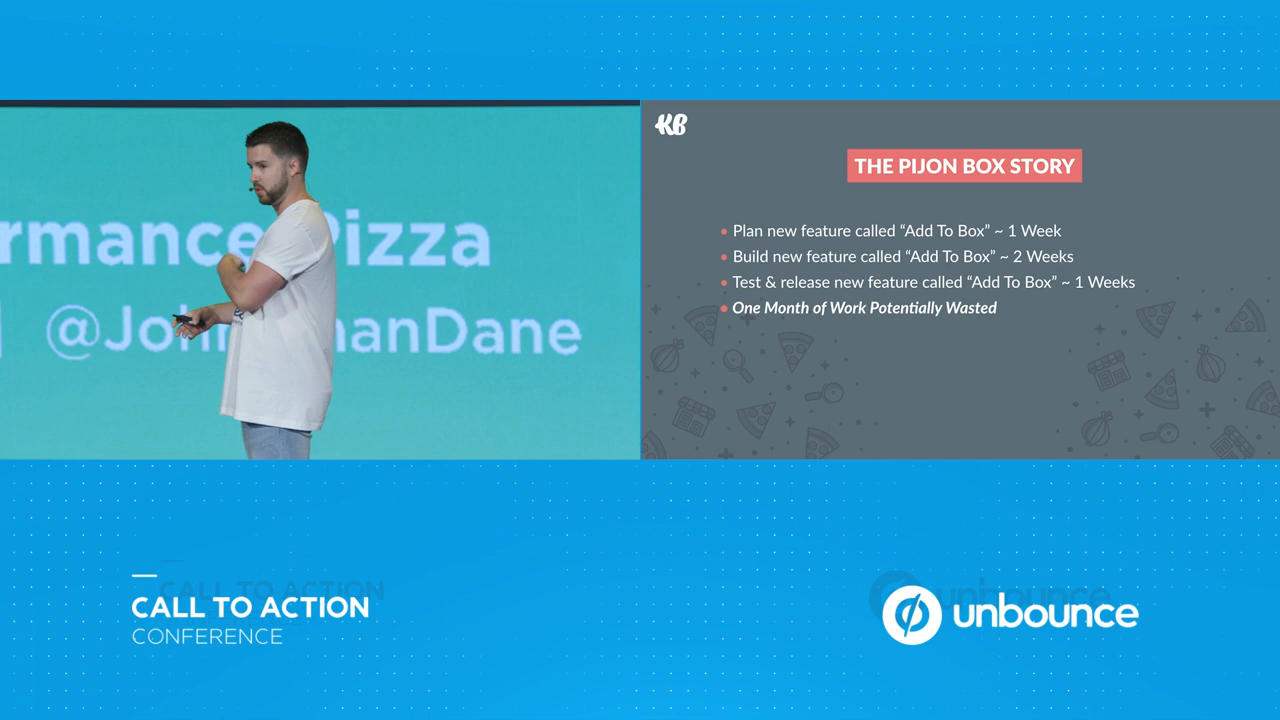 rmance Pizza
@Joh manDane
KB
THE PIJON BOX STORY
• Plan new feature called “Add To Box” ~ 1 Week
• Build new feature called “Add To Box” ~ 2 Weeks
• Test & release new feature called “Add To Box” ~ 1 Weeks
• One Month of Work Potentially Wasted
CALL TO ACTION
CONFERENCE
unbounce